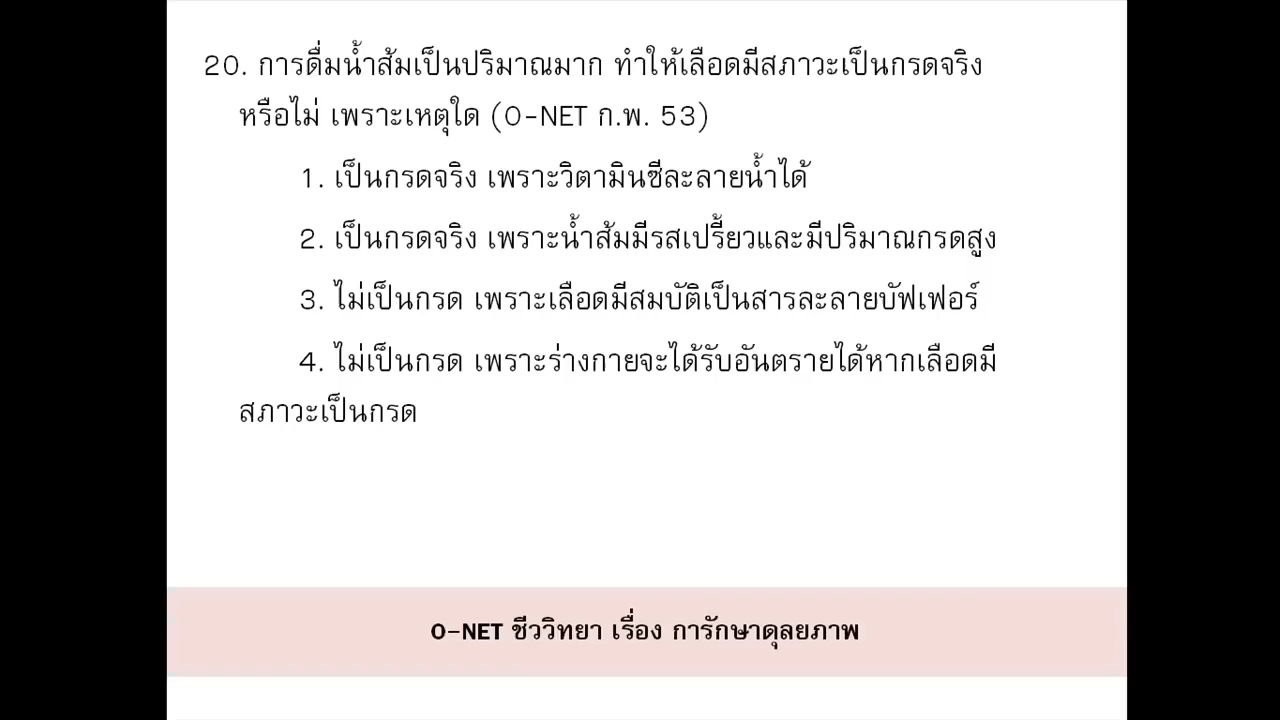 20. การดื่มน้ำส้มเป็นปริมาณมาก ทำให้เลือดมีสภาวะเป็นกรดจริง
หรือไม่ เพราะเหตุใด (O-NET ก.พ. 53)
1. เป็นกรดจริง เพราะวิตามินซีละลายน้ำได้
2. เป็นกรดจริง เพราะน้ำส้มมีรสเปรี้ยวและมีปริมาณกรดสูง
3. ไม่เป็นกรด เพราะเลือดมีสมบัติเป็นสารละลายบัฟเฟอร์
4. ไม่เป็นกรด เพราะร่างกายจะได้รับอันตรายได้หากเลือดมี
สภาวะเป็นกรด
O-NET ชีววิทยา เรื่อง การักษาดุลยภาพ